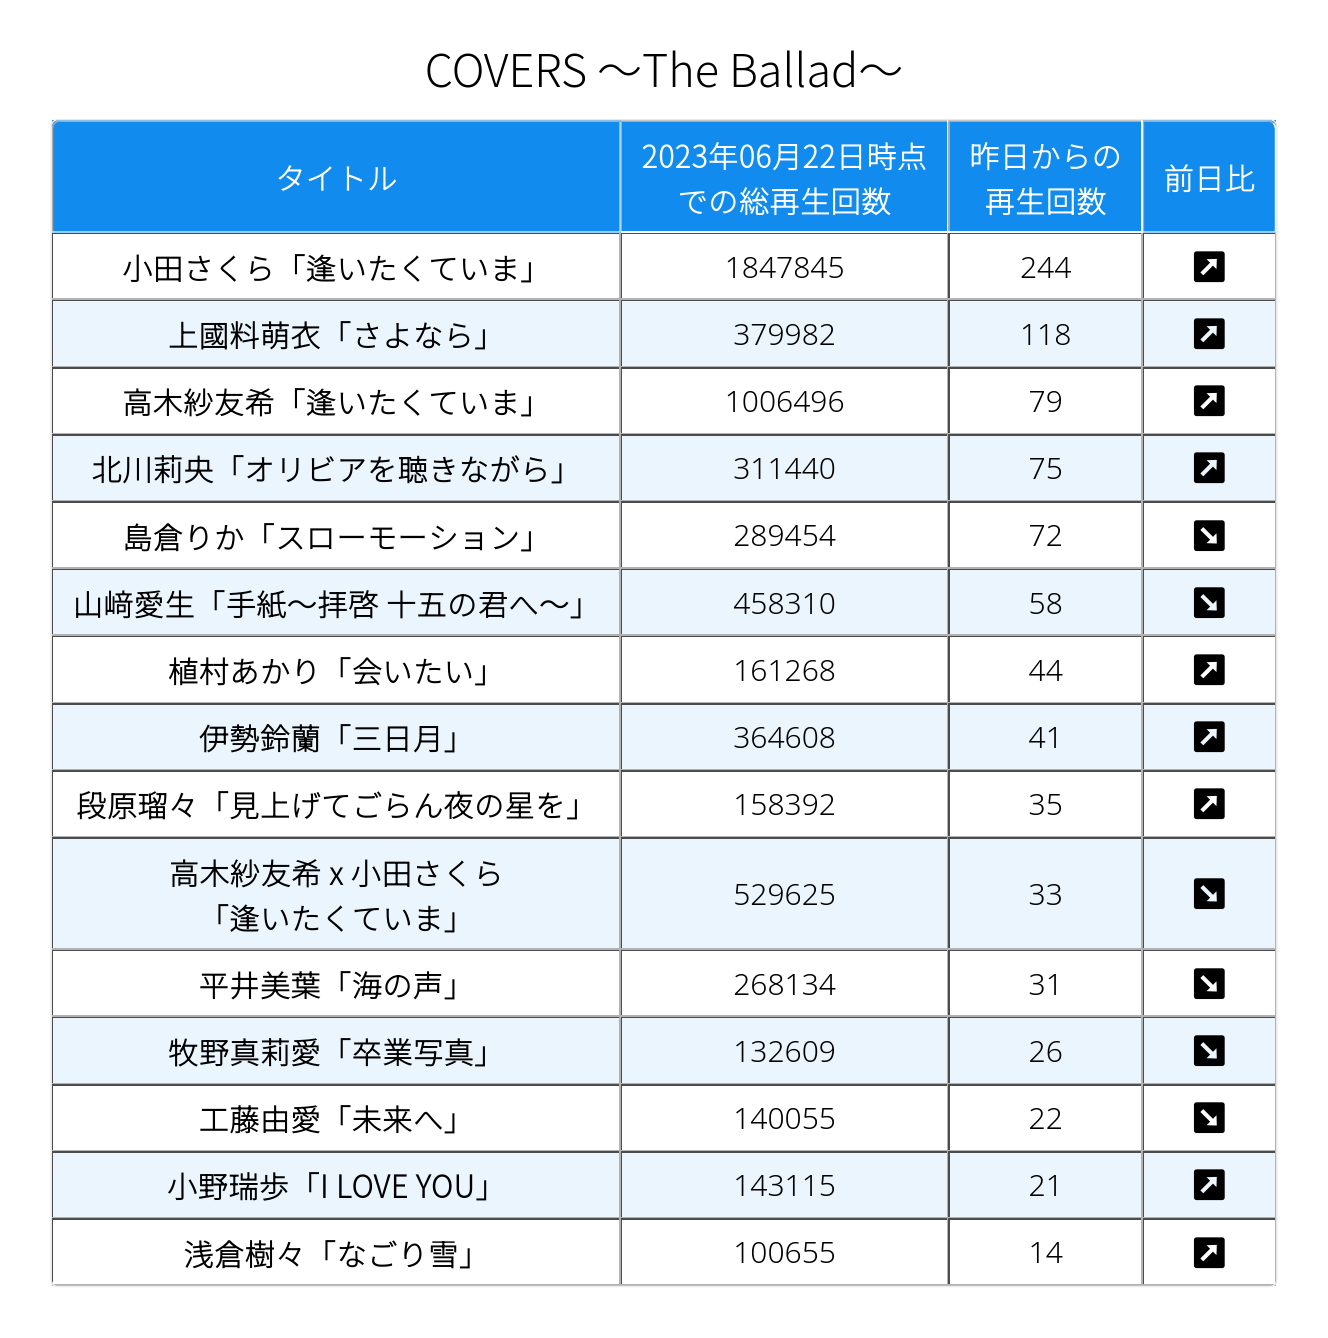 COVERS ～The Ballad～
タイトル
2023年06月22日時点
での総再生回数
昨日からの
再生回数
前日比
小田さくら「逢いたくていま」 1847845 244 ↗
上國料萌衣「さよなら」 379982 118 ↗
高木紗友希「逢いたくていま」 1006496 79 ↗
北川莉央「オリビアを聴きながら」 311440 75 ↗
島倉りか「スローモーション」 289454 72 ↘
山﨑愛生「手紙～拝啓 十五の君へ～」 458310 58 ↘
植村あかり「会いたい」 161268 44 ↗
伊勢鈴蘭「三日月」 364608 41 ↗
段原瑠々「見上げてごらん夜の星を」 158392 35 ↗
高木紗友希 x 小田さくら
「逢いたくていま」 529625 33 ↘
平井美葉「海の声」 268134 31 ↘
牧野真莉愛「卒業写真」 132609 26 ↘
工藤由愛「未来へ」 140055 22 ↘
小野瑞歩「I LOVE YOU」 143115 21 ↗
浅倉樹々「なごり雪」 100655 14 ↗